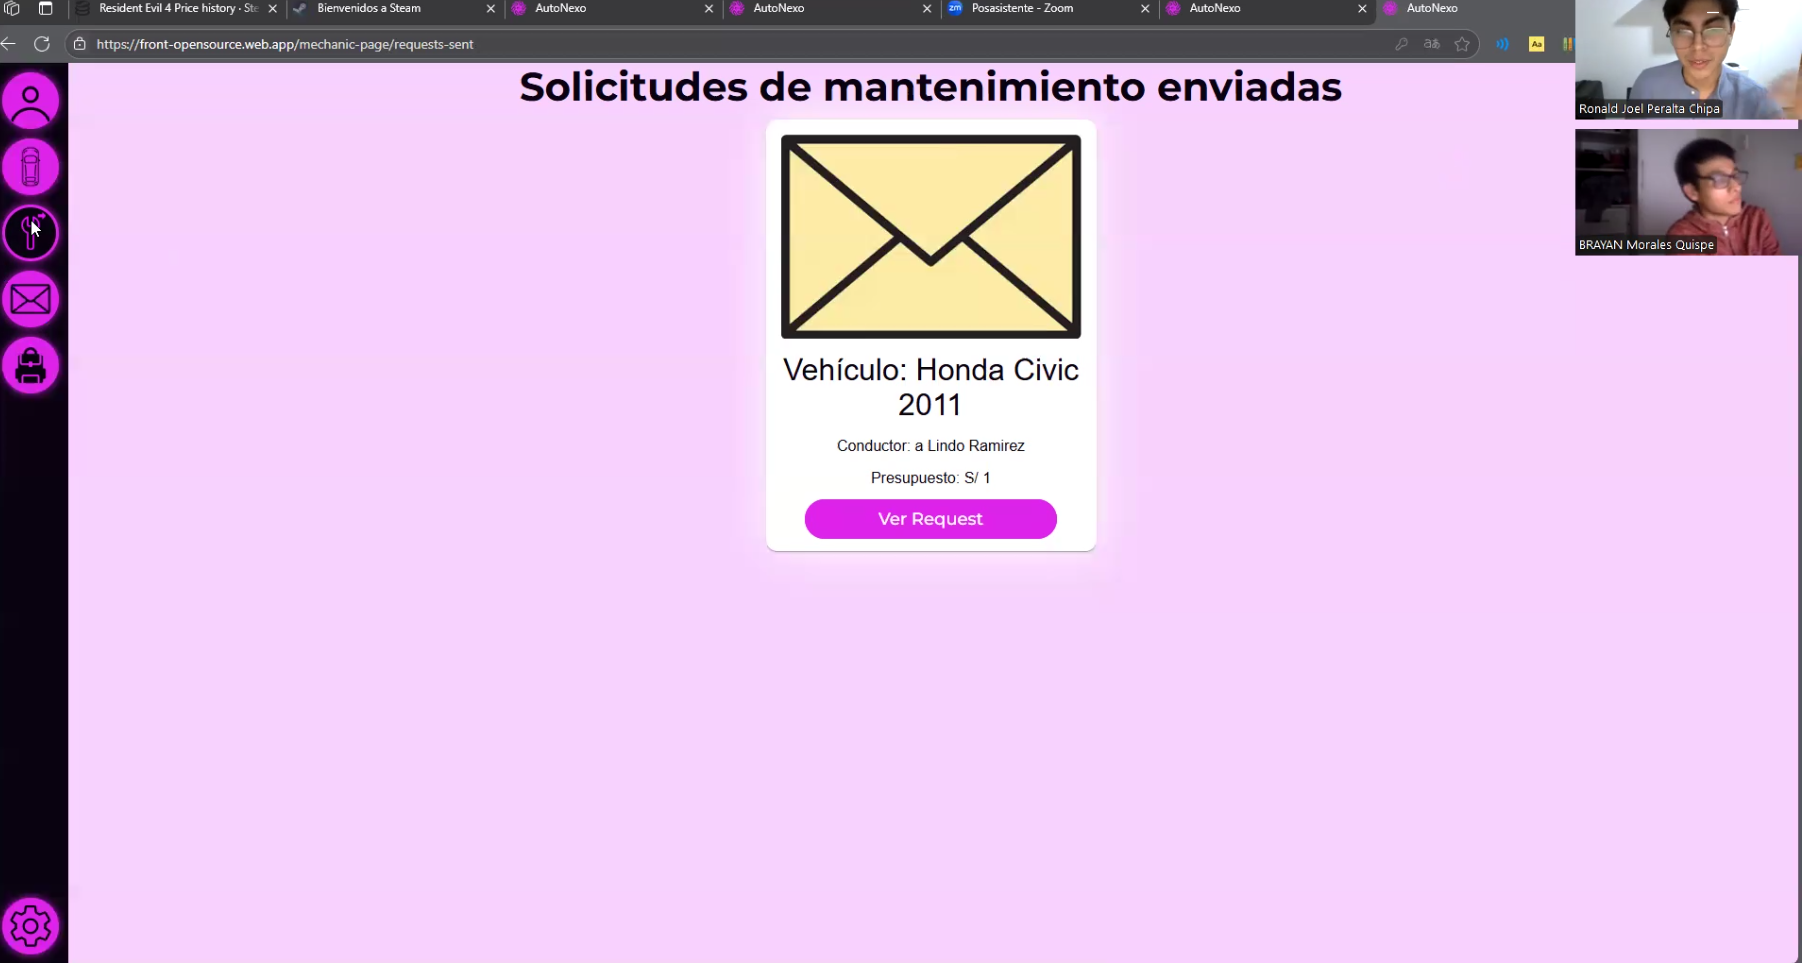 Resident Evil 4 Price history · Ste
Bienvenidos a Steam
AutoNexo
AutoNexo
zm
Posasistente - Zoom
AutoNexo
AutoNexo
https://front-opensource.web.app/mechanic-page/requests-sent
Aa
Solicitudes de mantenimiento enviadas
Ronald Joel Peralta Chipa
BRAYAN Morales Quispe
Vehículo: Honda Civic
2011
Conductor: a Lindo Ramirez
Presupuesto: S/ 1
Ver Request